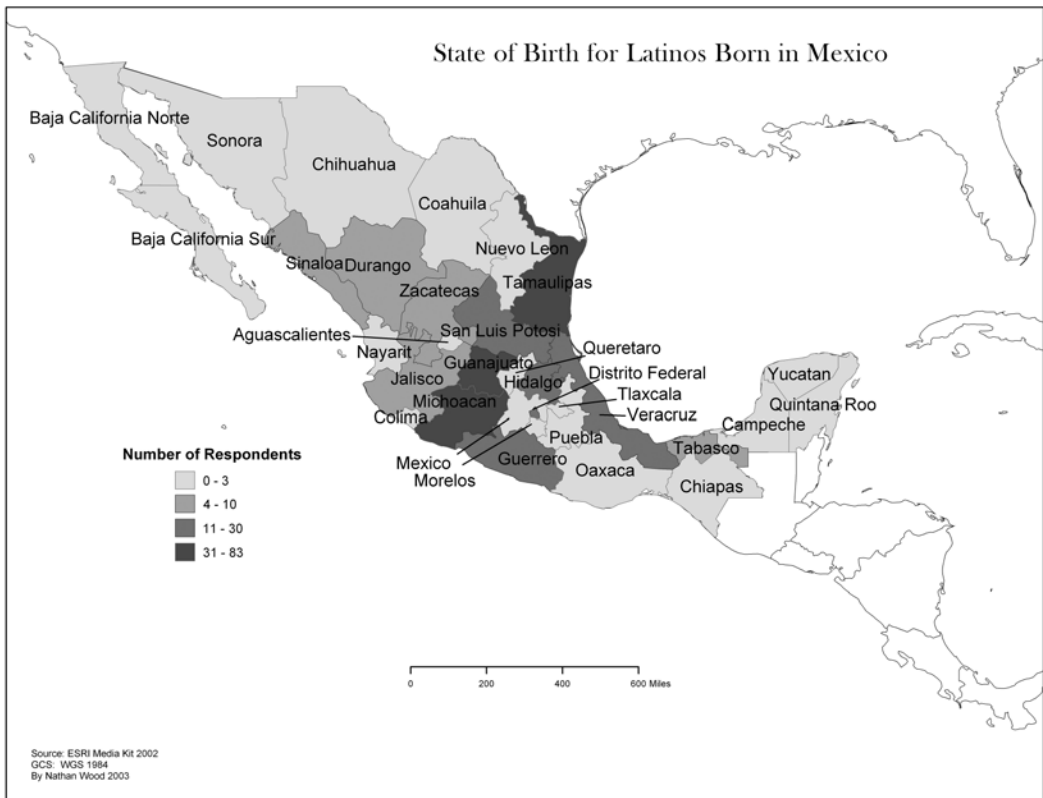 State of Birth for Latinos Born in Mexico
Baja California Norte
Sonora
Chihuahua
Coahuila
Baja California Sur
Nuevo Leon
Sinaloa
Durango
Tamaulipas
Zacatecas
Aguascalientes
San Luis Potosi
Nayarit
Guanajuato
Queretaro
Hidalgo
Distrito Federal
Jalisco
Tlaxcala
Michoacan
Veracruz
Colima
Yucatan
Quintana Roo
Campeche
Puebla
Tabasco
Mexico
Guerrero
Morelos
Oaxaca
Chiapas
Number of Respondents
0 - 3
4 - 10
11 - 30
31 - 83
0 200 400 600 Miles
Source: ESRI Media Kit 2002
GCS: WGS 1984
By Nathan Wood 2003